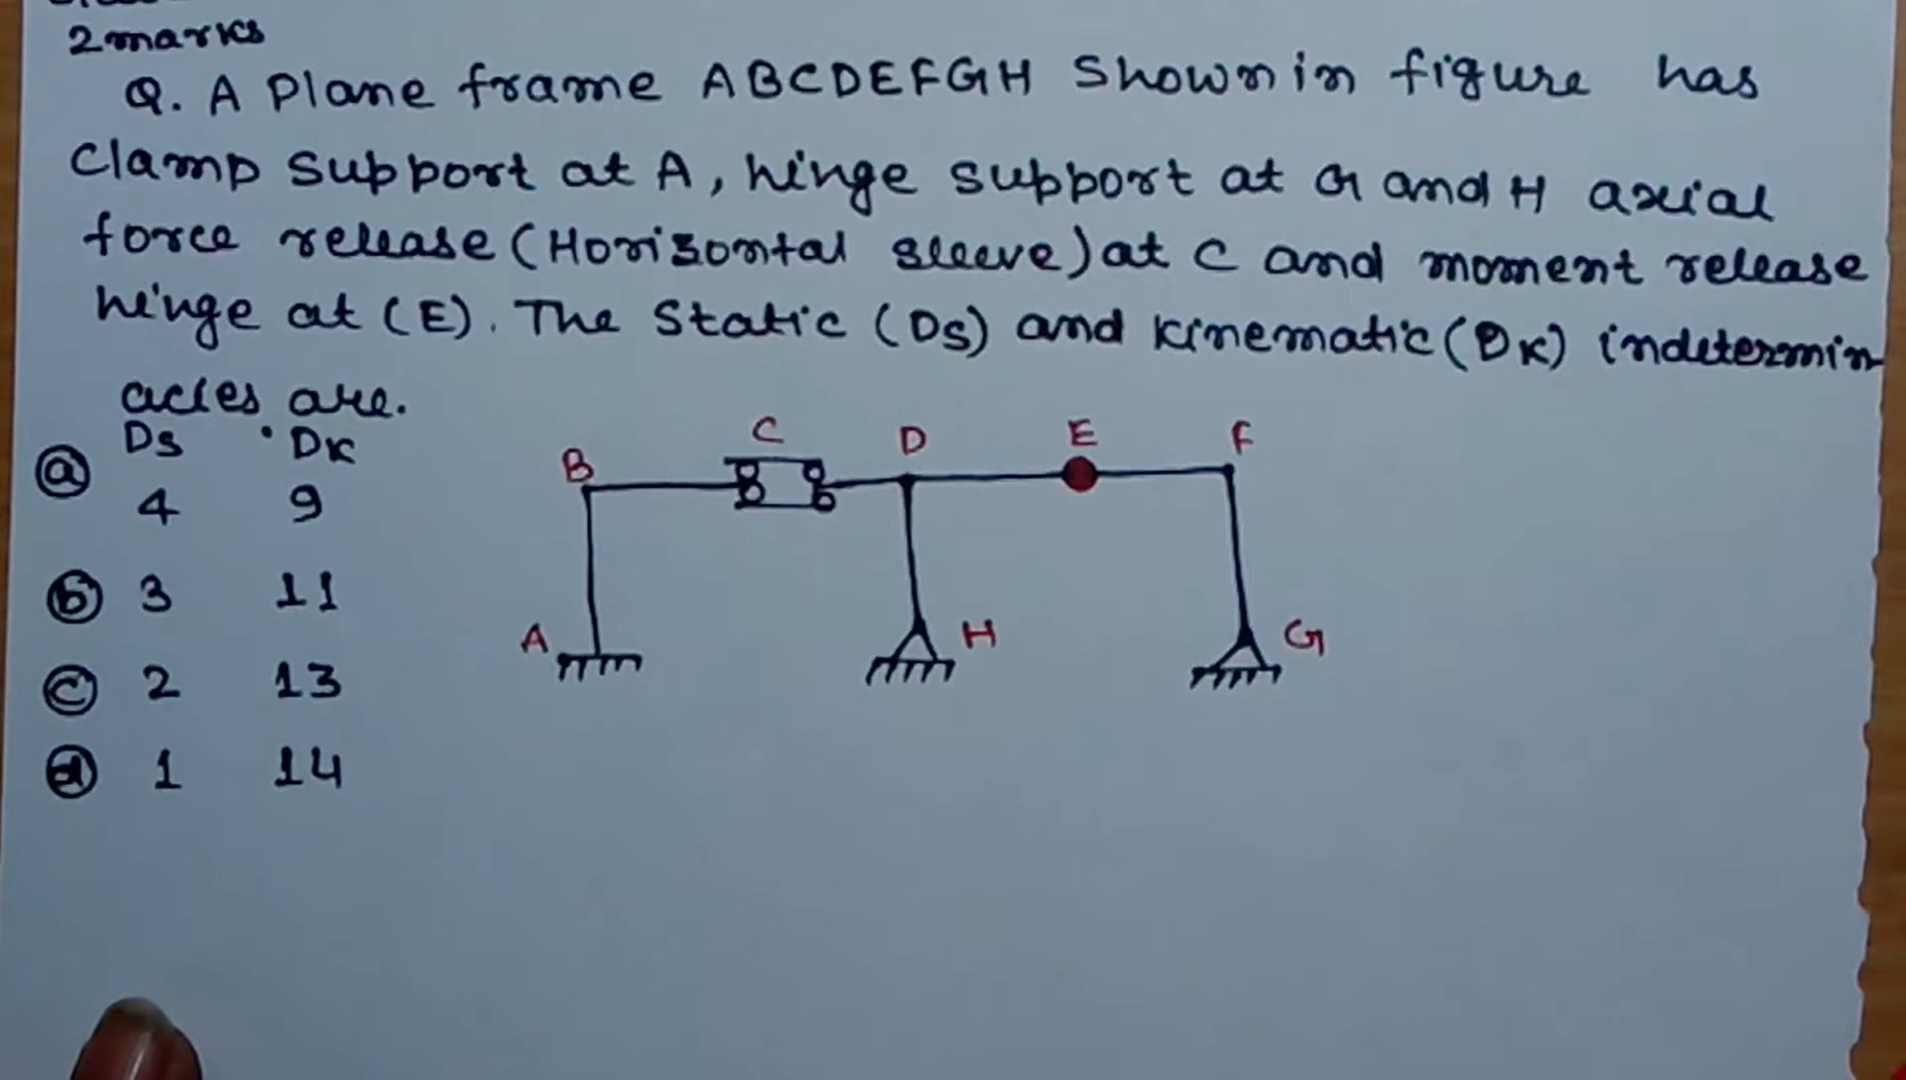 2 marks
Q. A Plane frame ABCDEFGH Shown in figure has
Clamp Support at A, hinge support at G and H axial
force release (Horizontal sleeve) at C and moment release
hinge at (E). The Static (Ds) and Kinematic (DK) indetermin
acies are.
Ds DK
(a) 4 9
(b) 3 11
(c) 2 13
(d) 1 14
B C D E F
A H G